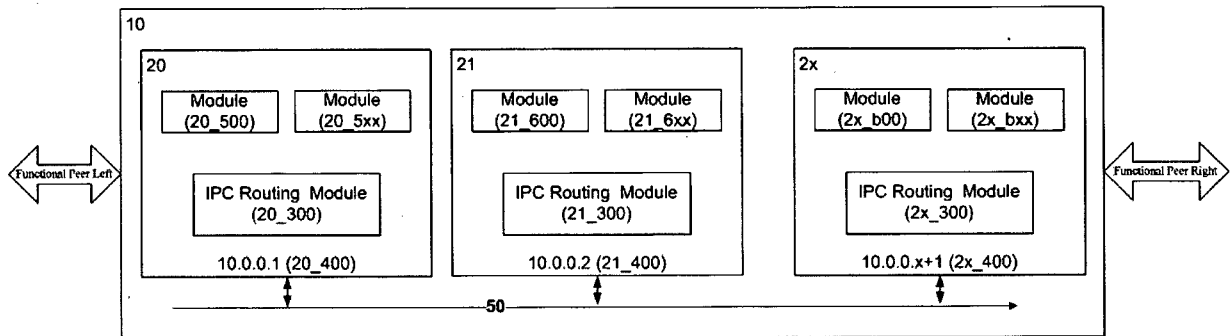 10
20
Module
(20_500)
Module
(20_5xx)
IPC Routing Module
(20_300)
10.0.0.1 (20_400)
21
Module
(21_600)
Module
(21_6xx)
IPC Routing Module
(21_300)
10.0.0.2 (21_400)
2x
Module
(2x_b00)
Module
(2x_bxx)
IPC Routing Module
(2x_300)
10.0.0.x+1 (2x_400)
Functional Peer Left
Functional Peer Right
50